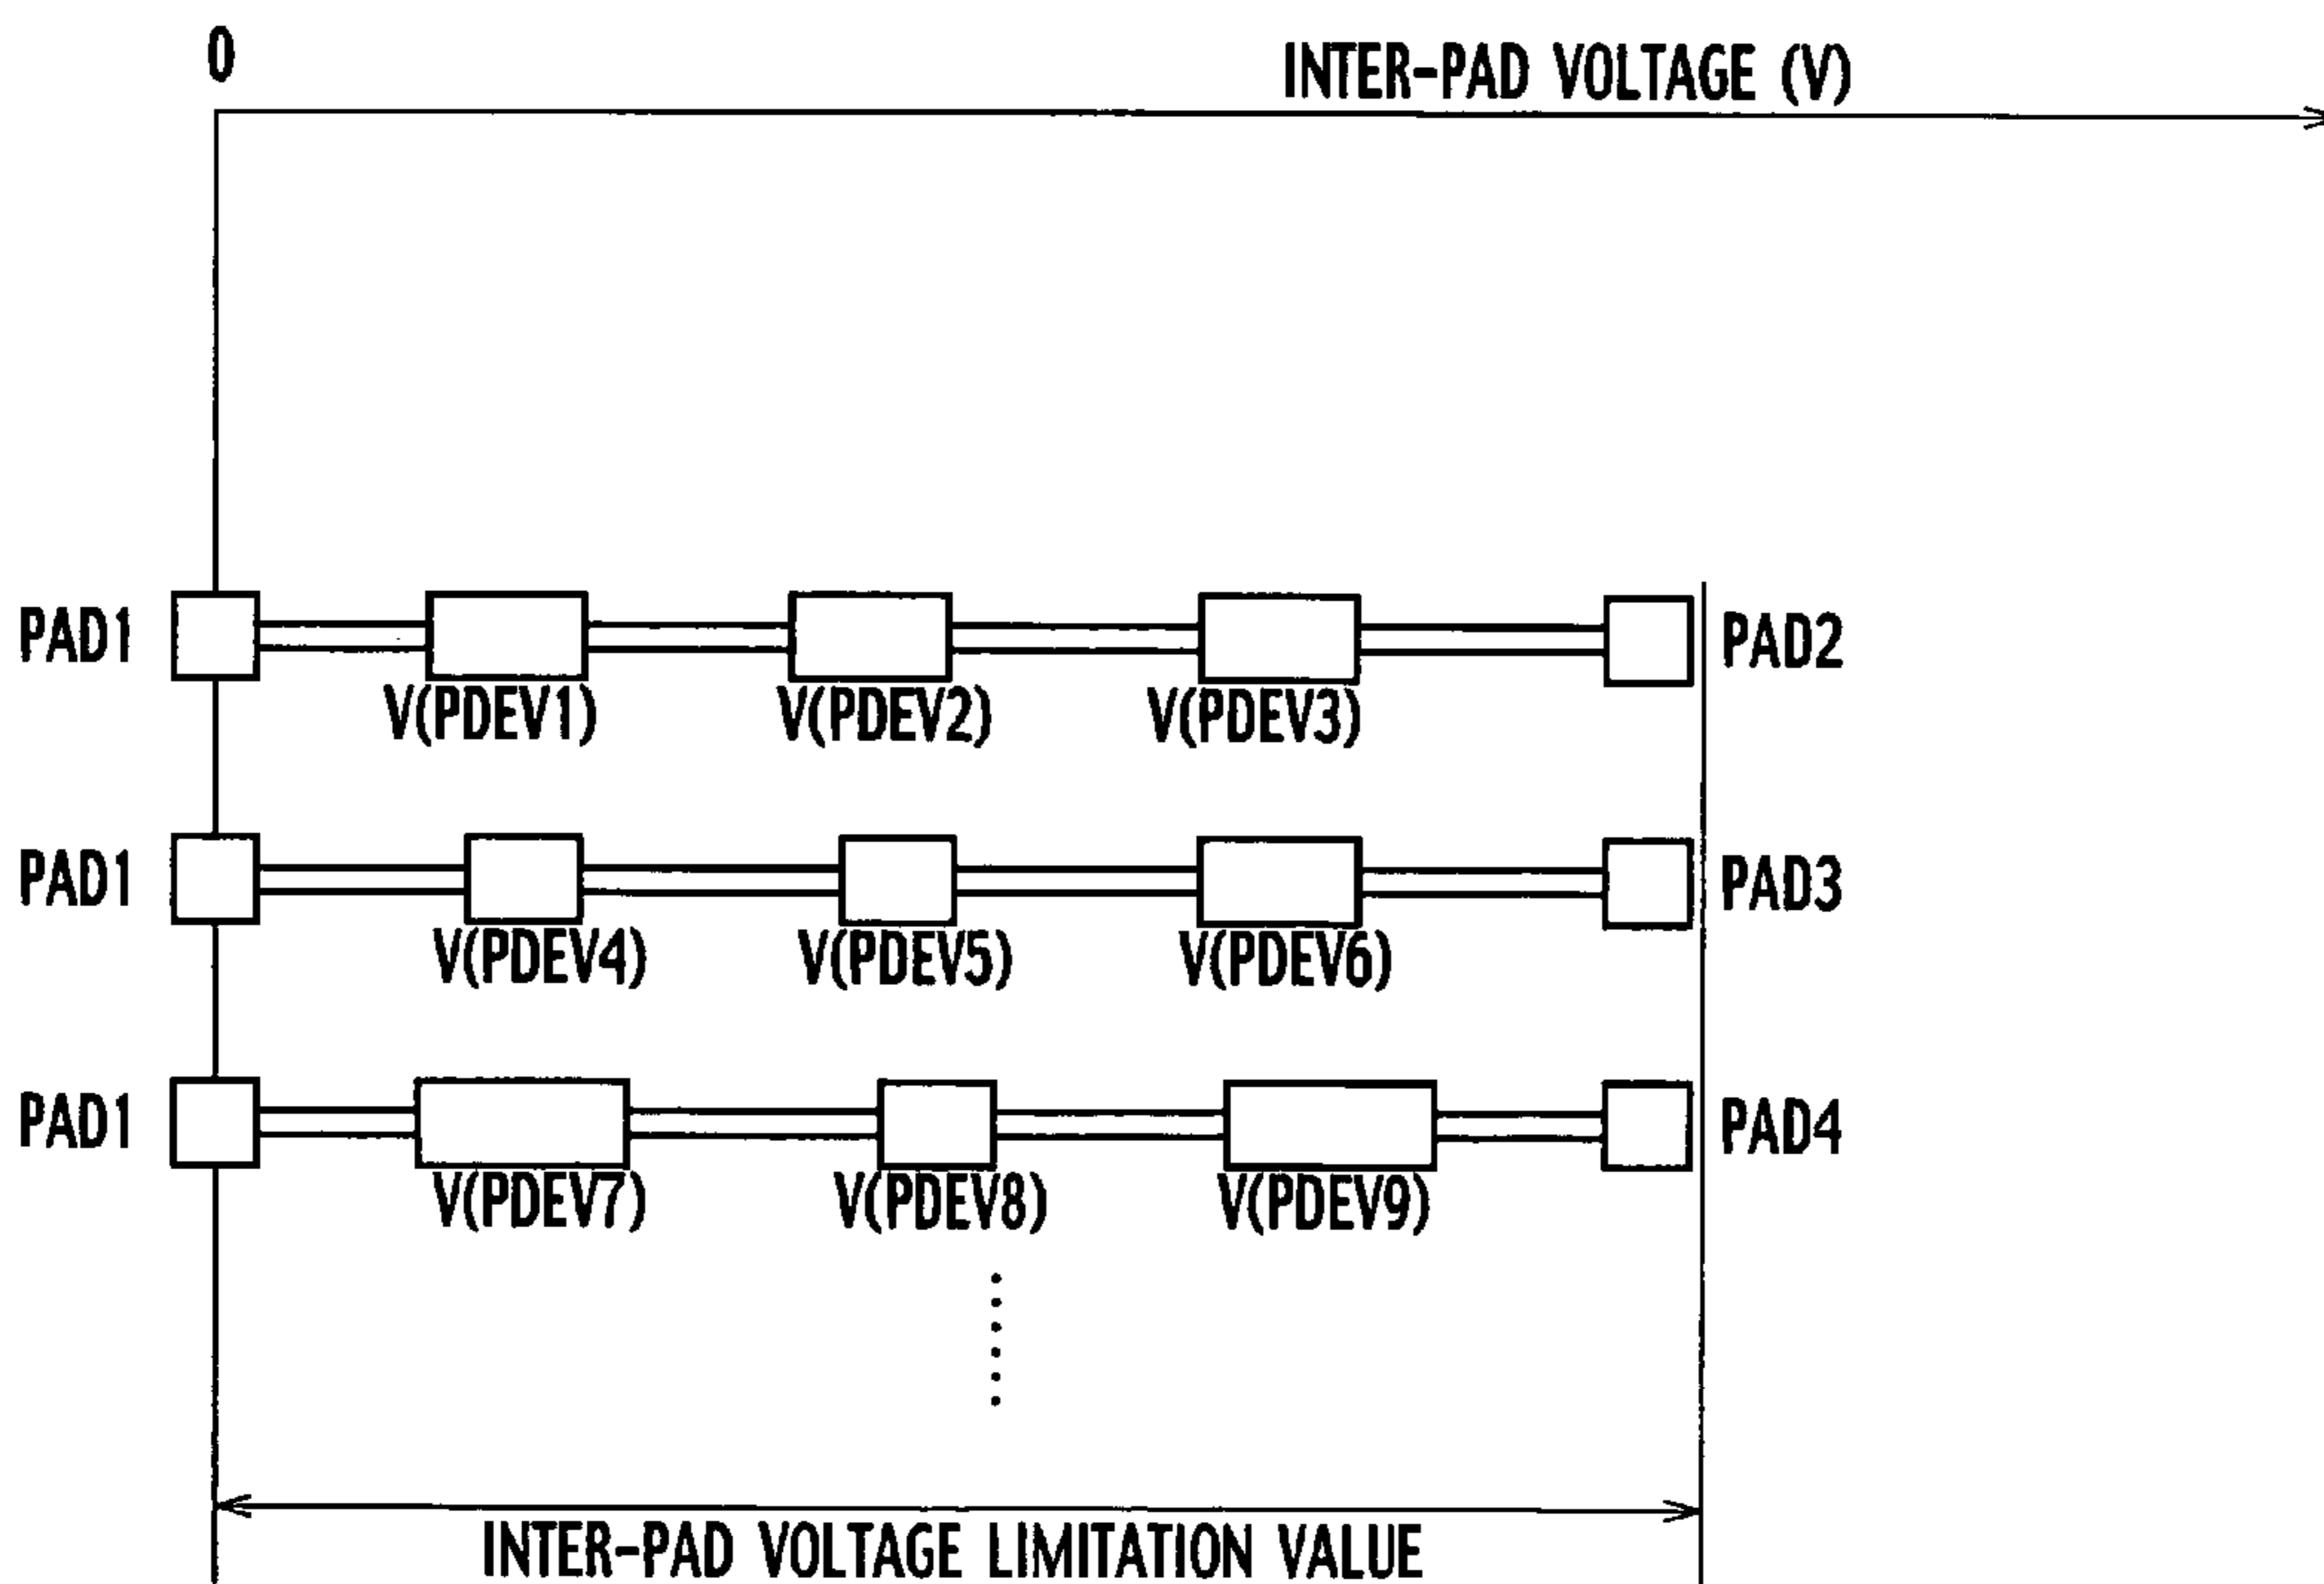 0
INTER-PAD VOLTAGE (V)
PAD1
PAD2
V(PDEV1)
V(PDEV2)
V(PDEV3)
PAD1
PAD3
V(PDEV4)
V(PDEV5)
V(PDEV6)
PAD1
PAD4
V(PDEV7)
V(PDEV8)
V(PDEV9)
INTER-PAD VOLTAGE LIMITATION VALUE